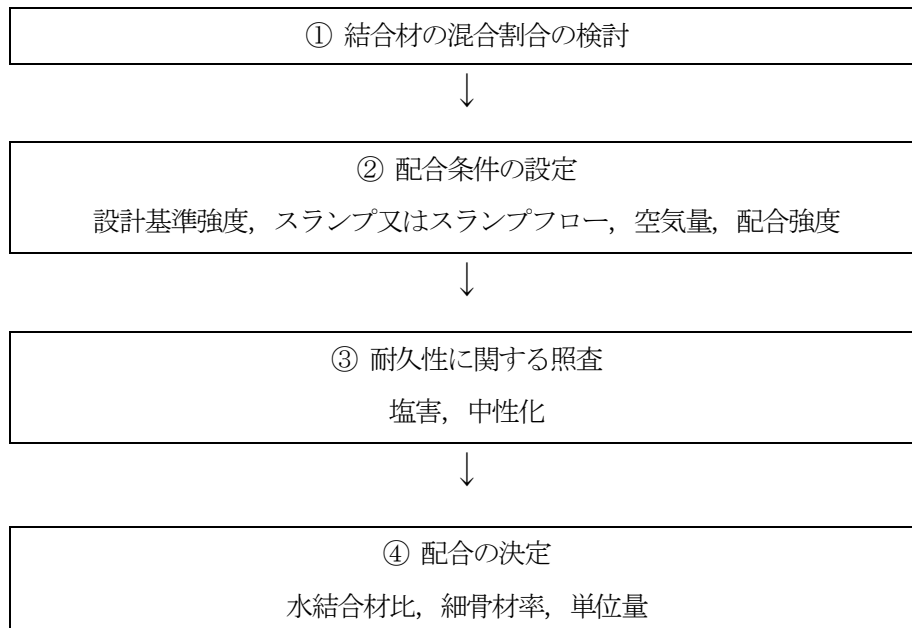 ① 結合材の混合割合の検討
↓
② 配合条件の設定
設計基準強度，スランプ又はスランプフロー，空気量，配合強度
↓
③ 耐久性に関する照査
塩害，中性化
↓
④ 配合の決定
水結合材比，細骨材率，単位量